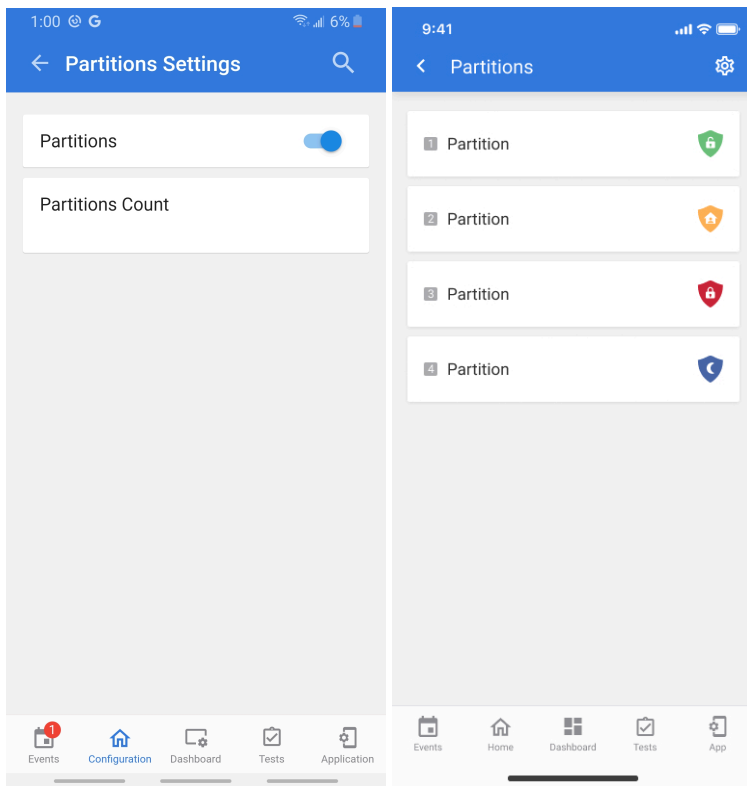 1:00 G 6%
Partitions Settings
Partitions
Partitions Count
1
Events
Configuration
Dashboard
Tests
Application
9:41
Partitions
1 Partition
2 Partition
3 Partition
4 Partition
Events
Home
Dashboard
Tests
App